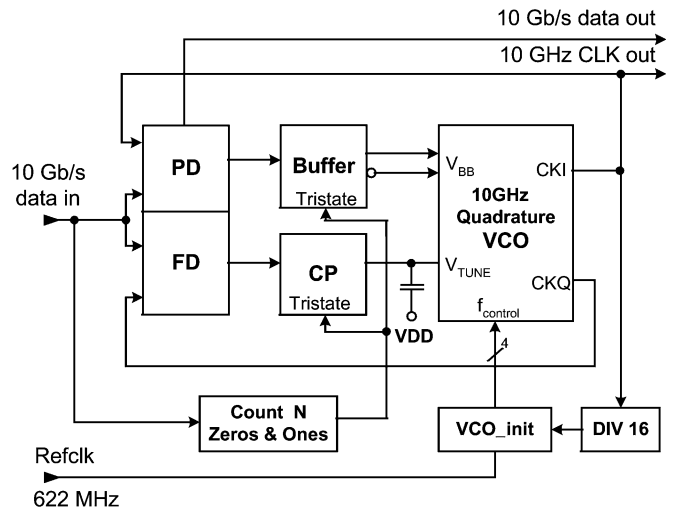 10 Gb/s data out
10 GHz CLK out
10 Gb/s
data in
PD
FD
Buffer
Tristate
CP
Tristate
VDD
V_BB
CKI
10GHz
Quadrature
VCO
V_TUNE
CKQ
f_control
4
Count N
Zeros & Ones
VCO_init
DIV 16
Refclk
622 MHz